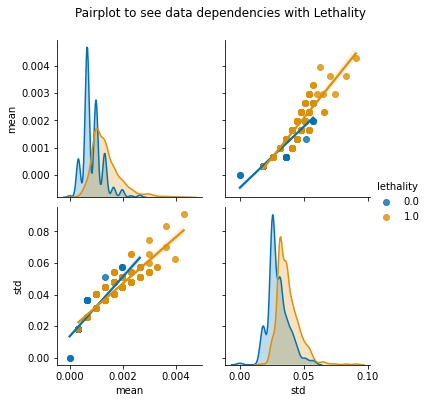 Pairplot to see data dependencies with Lethality
0.004
0.003
0.002
0.001
0.000
mean
lethality
0.0
1.0
0.08
0.06
0.04
0.02
0.00
std
0.000 0.002 0.004
mean
0.00 0.05 0.10
std